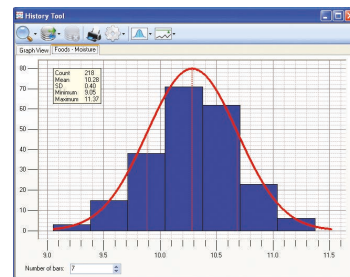 History Tool
Graph View
Foods - Moisture
80
Count 218
Mean 10.28
SD 0.40
Minimum 9.05
Maximum 11.37
70
60
50
40
30
20
10
0
9.0 9.5 10.0 10.5 11.0 11.5
Number of bars: 7